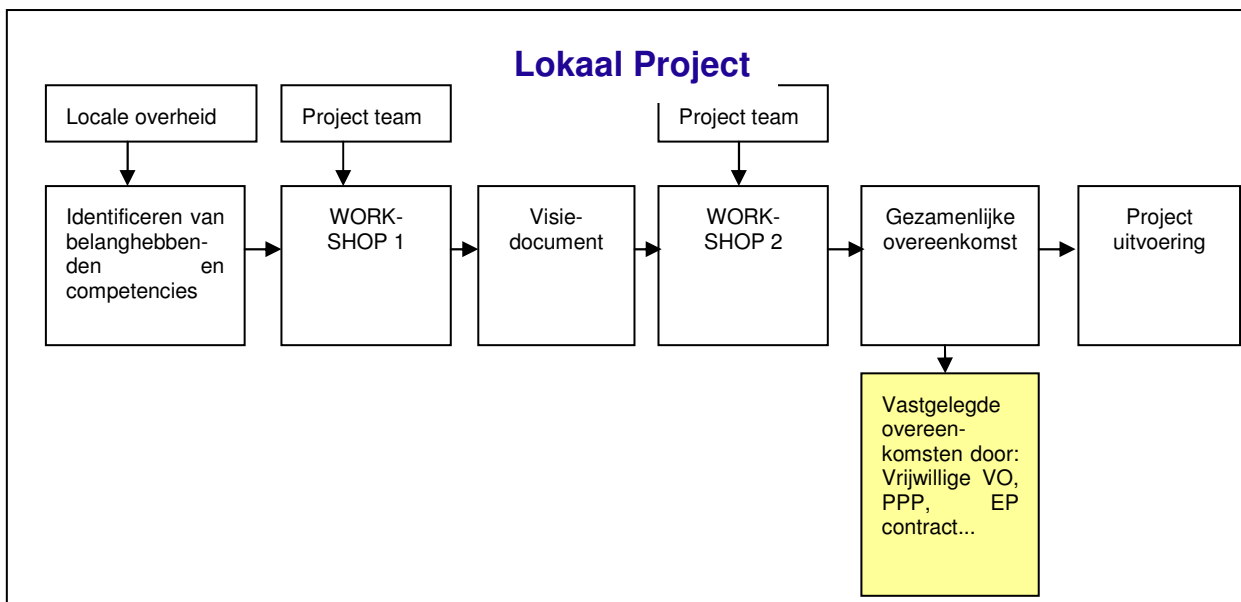 Lokaal Project
Locale overheid
Project team
Project team
Identificeren van
belanghebben-
den en
competencies
WORK-
SHOP 1
Visie-
document
WORK-
SHOP 2
Gezamenlijke
overeenkomst
Project
uitvoering
Vastgelegde
overeen-
komsten door:
Vrijwillige VO,
PPP, EP
contract...